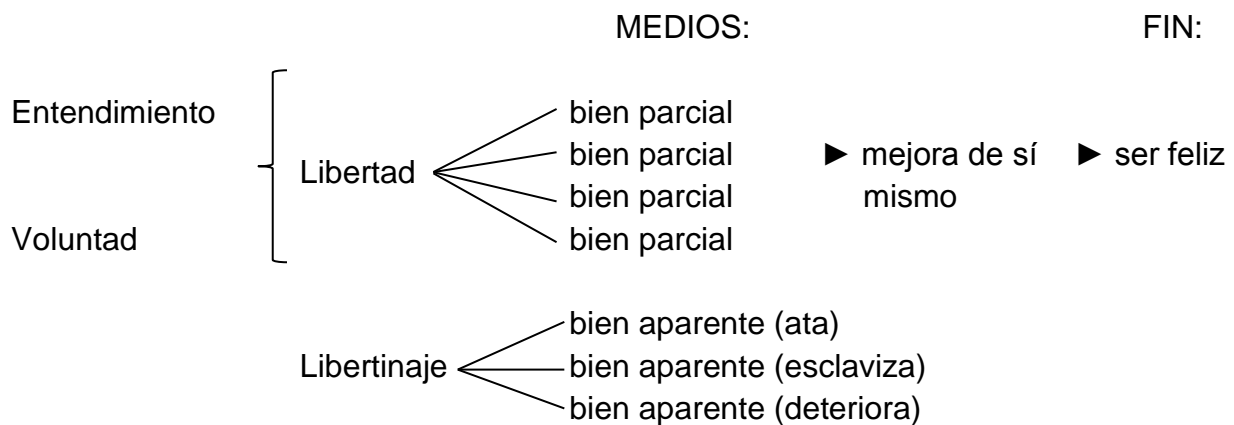 MEDIOS: FIN:
Entendimiento bien parcial
bien parcial ► mejora de sí ► ser feliz
Libertad
bien parcial mismo
Voluntad bien parcial
bien aparente (ata)
Libertinaje bien aparente (esclaviza)
bien aparente (deteriora)